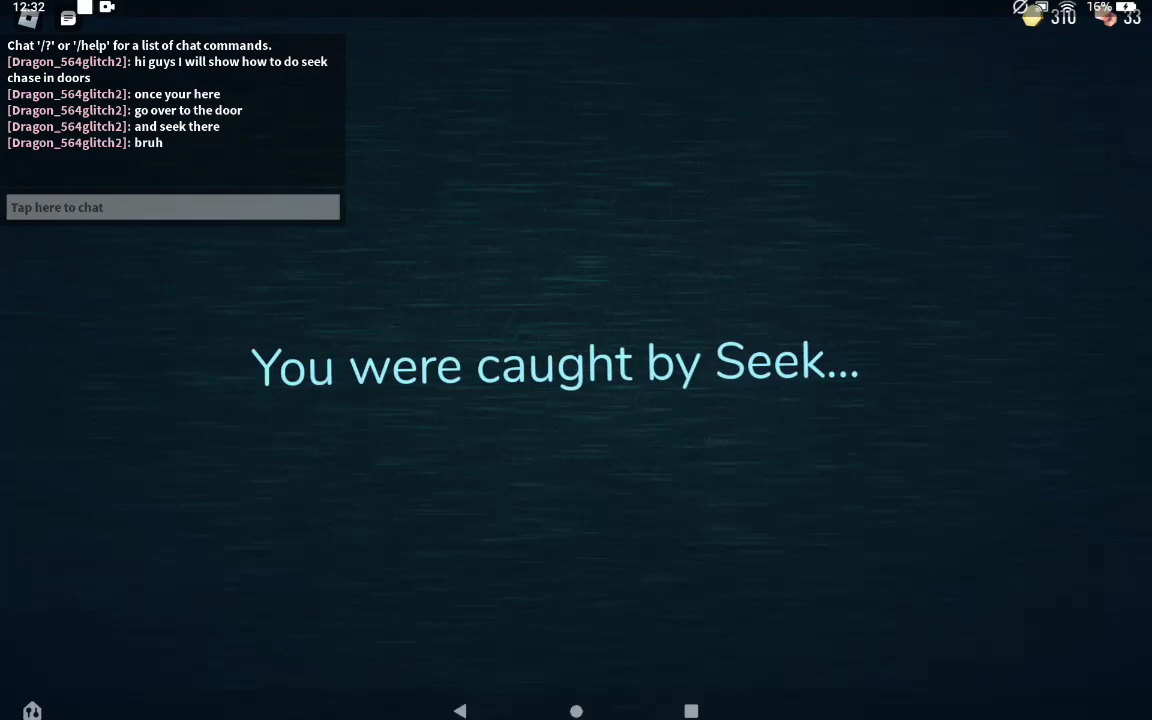 12:32
16%
310
33
Chat '/?' or '/help' for a list of chat commands.
[Dragon_564glitch2]: hi guys I will show how to do seek
chase in doors
[Dragon_564glitch2]: once your here
[Dragon_564glitch2]: go over to the door
[Dragon_564glitch2]: and seek there
[Dragon_564glitch2]: bruh
Tap here to chat
You were caught by Seek...